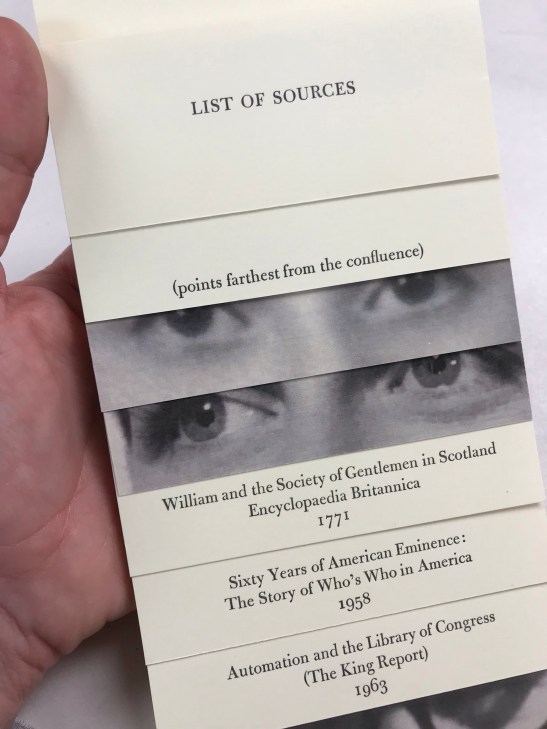 LIST OF SOURCES
(points farthest from the confluence)
William and the Society of Gentlemen in Scotland
Encyclopaedia Britannica
1771
Sixty Years of American Eminence:
The Story of Who's Who in America
1958
Automation and the Library of Congress
(The King Report)
1963